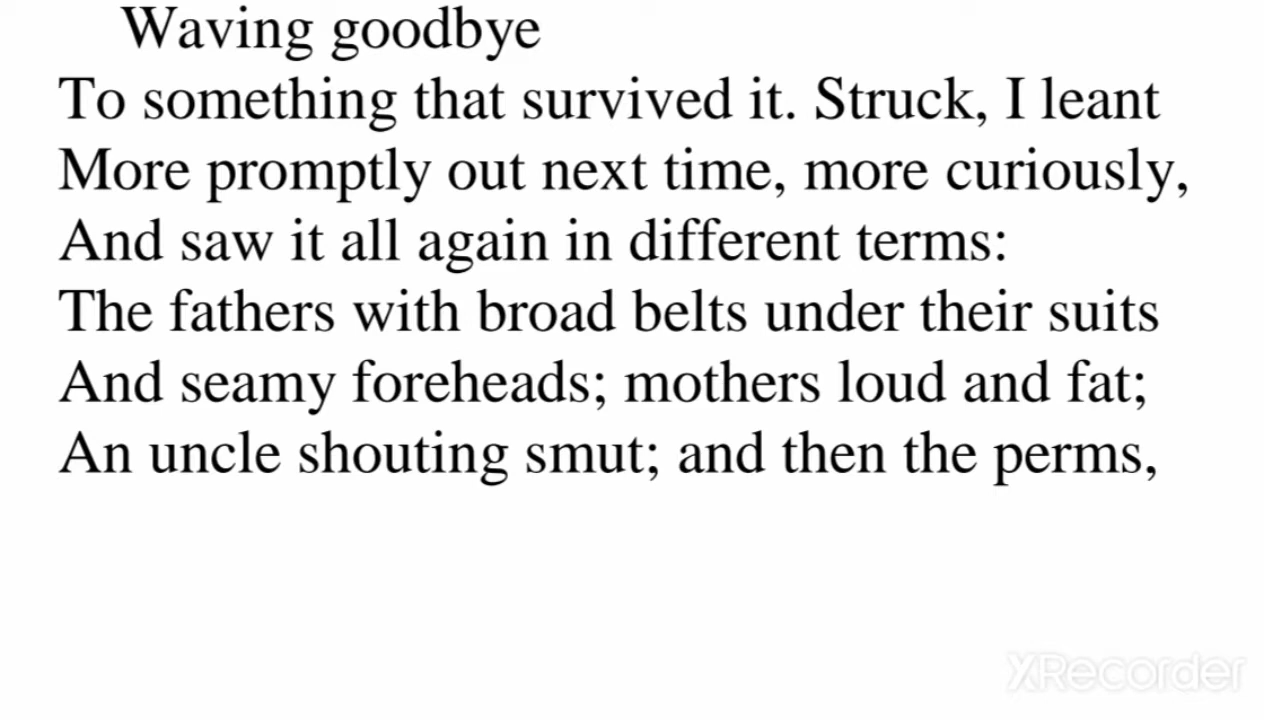 Waving goodbye
To something that survived it. Struck, I leant
More promptly out next time, more curiously,
And saw it all again in different terms:
The fathers with broad belts under their suits
And seamy foreheads; mothers loud and fat;
An uncle shouting smut; and then the perms,
XRecorder